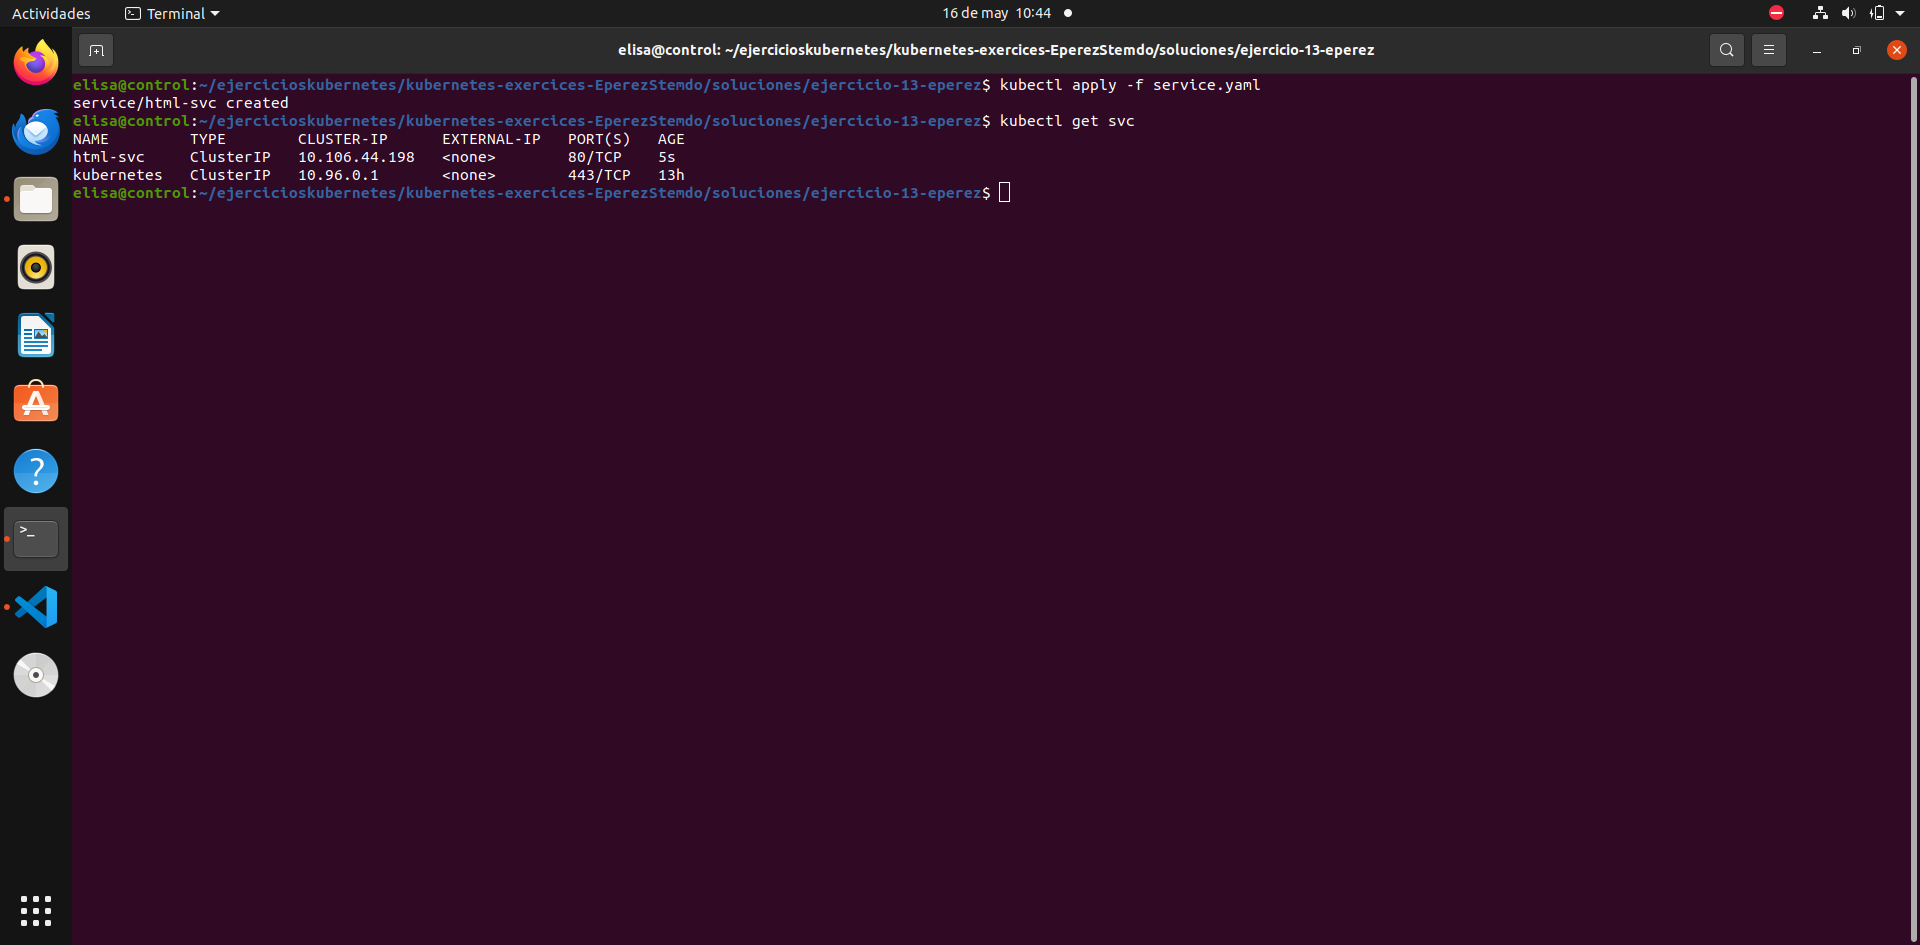 Actividades Terminal 16 de may 10:44
elisa@control: ~/ejercicioskubernetes/kubernetes-exercices-EperezStemdo/soluciones/ejercicio-13-eperez
elisa@control:~/ejercicioskubernetes/kubernetes-exercices-EperezStemdo/soluciones/ejercicio-13-eperez$ kubectl apply -f service.yaml
service/html-svc created
elisa@control:~/ejercicioskubernetes/kubernetes-exercices-EperezStemdo/soluciones/ejercicio-13-eperez$ kubectl get svc
NAME TYPE CLUSTER-IP EXTERNAL-IP PORT(S) AGE
html-svc ClusterIP 10.106.44.198 <none> 80/TCP 5s
kubernetes ClusterIP 10.96.0.1 <none> 443/TCP 13h
elisa@control:~/ejercicioskubernetes/kubernetes-exercices-EperezStemdo/soluciones/ejercicio-13-eperez$